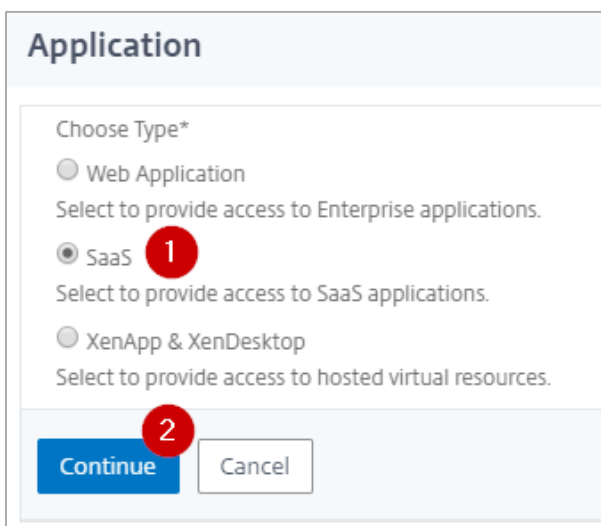 Application
Choose Type*
Web Application
Select to provide access to Enterprise applications.
SaaS 1
Select to provide access to SaaS applications.
XenApp & XenDesktop
Select to provide access to hosted virtual resources.
2
Continue Cancel